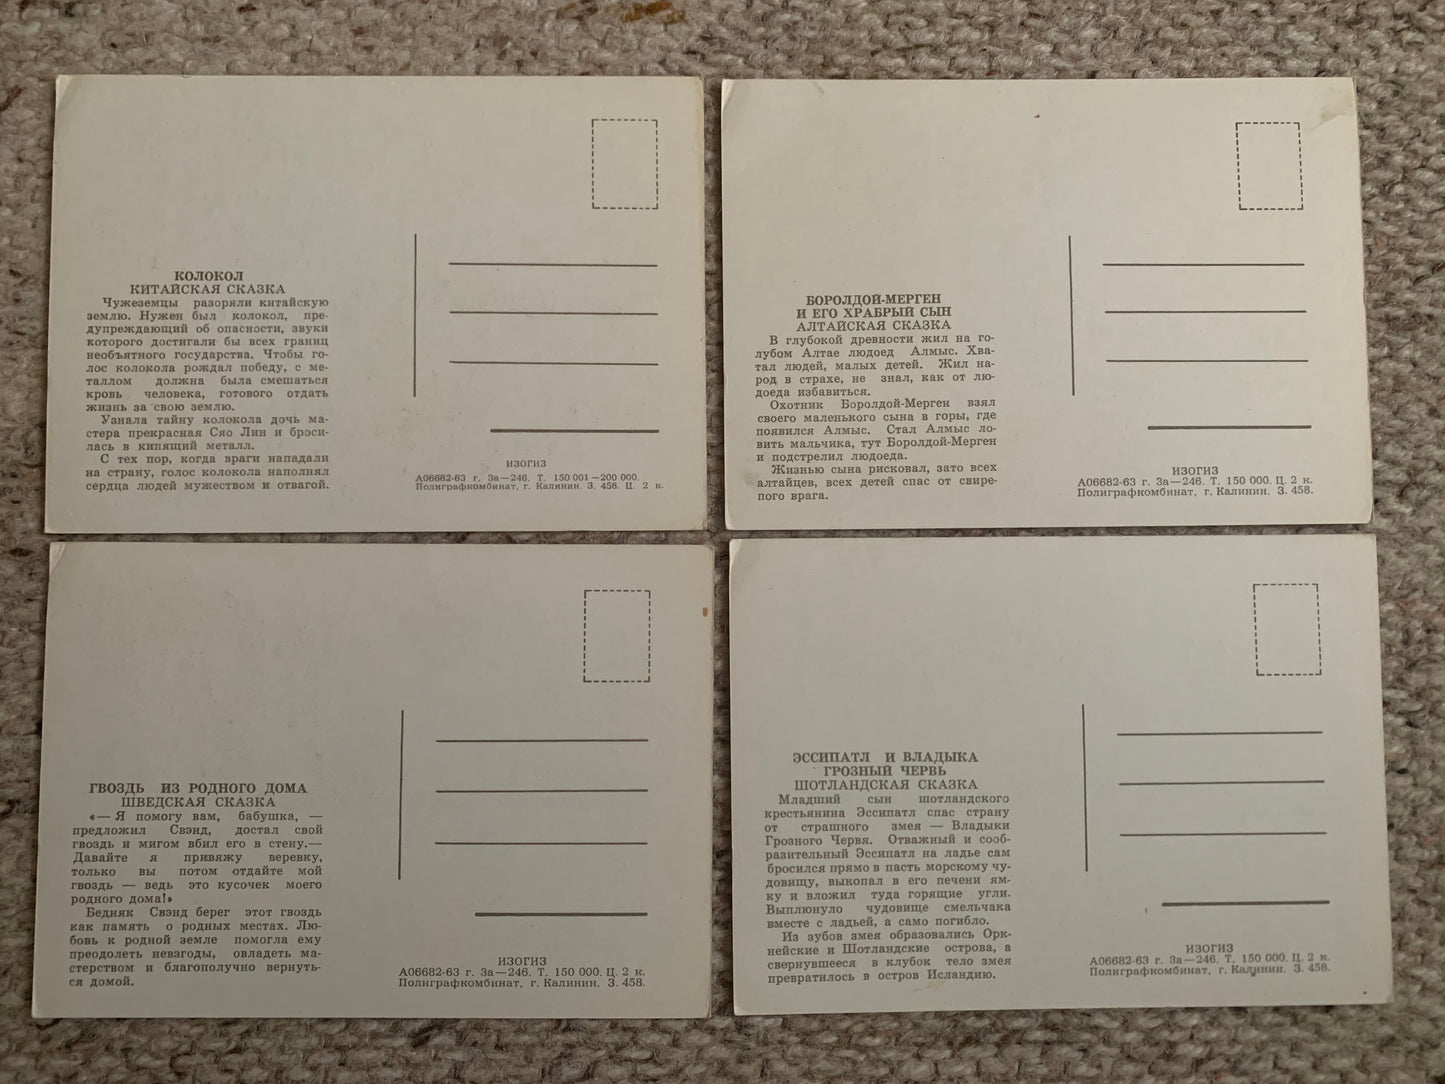 КОЛОКОЛ
КИТАЙСКАЯ СКАЗКА
Чужеземцы разоряли китайскую
землю. Нужен был колокол, пре-
дупреждающий об опасности, звуки
которого достигали бы всех границ
необъятного государства. Чтобы го-
лос колокола рождал победу, с ме-
таллом должна была смешаться
кровь человека, готового отдать
жизнь за свою землю.
Узнала тайну колокола дочь ма-
стера прекрасная Сяо Лин и броси-
лась в кипящий металл.
С тех пор, когда враги нападали
на страну, голос колокола наполнял
сердца людей мужеством и отвагой.
ИЗОГИЗ
А06682-63 г. За—246. Т. 150 001—200 000.
Полиграфкомбинат, г. Калинин. З. 458. Ц. 2 к.
БОРОЛДОЙ-МЕРГЕН
И ЕГО ХРАБРЫЙ СЫН
АЛТАЙСКАЯ СКАЗКА
В глубокой древности жил на го-
лубом Алтае людоед Алмыс. Хва-
тал людей, малых детей. Жил на-
род в страхе, не знал, как от лю-
доеда избавиться.
Охотник Боролдой-Мерген взял
своего маленького сына в горы, где
появился Алмыс. Стал Алмыс ло-
вить мальчика, тут Боролдой-Мерген
и подстрелил людоеда.
Жизнью сына рисковал, зато всех
алтайцев, всех детей спас от свире-
пого врага.
ИЗОГИЗ
А06682-63 г. За—246. Т. 150 000. Ц. 2 к.
Полиграфкомбинат, г. Калинин. З. 458.
ГВОЗДЬ ИЗ РОДНОГО ДОМА
ШВЕДСКАЯ СКАЗКА
«— Я помогу вам, бабушка, —
предложил Свэнд, достал свой
гвоздь и мигом вбил его в стену.—
Давайте я привяжу веревку,
только вы потом отдайте мой
гвоздь — ведь это кусочек моего
родного дома!»
Бедняк Свэнд берег этот гвоздь
как память о родных местах. Лю-
бовь к родной земле помогла ему
преодолеть невзгоды, овладеть ма-
стерством и благополучно вернуть-
ся домой.
ИЗОГИЗ
А06682-63 г. За—246. Т. 150 000. Ц. 2 к.
Полиграфкомбинат, г. Калинин. З. 458.
ЭССИПАТЛ И ВЛАДЫКА
ГРОЗНЫЙ ЧЕРВЬ
ШОТЛАНДСКАЯ СКАЗКА
Младший сын шотландского
крестьянина Эссипатл спас страну
от страшного змея — Владыки
Грозного Червя. Отважный и сооб-
разительный Эссипатл на ладье сам
бросился прямо в пасть морскому чу-
довищу, выкопал в его печени ям-
ку и вложил туда горящие угли.
Выплюнуло чудовище смельчака
вместе с ладьей, а само погибло.
Из зубов змея образовались Орк-
нейские и Шотландские острова, а
свернувшееся в клубок тело змея
превратилось в остров Исландию.
ИЗОГИЗ
А06682-63 г. За—246. Т. 150 000. Ц. 2 к.
Полиграфкомбинат, г. Калинин. З. 458.